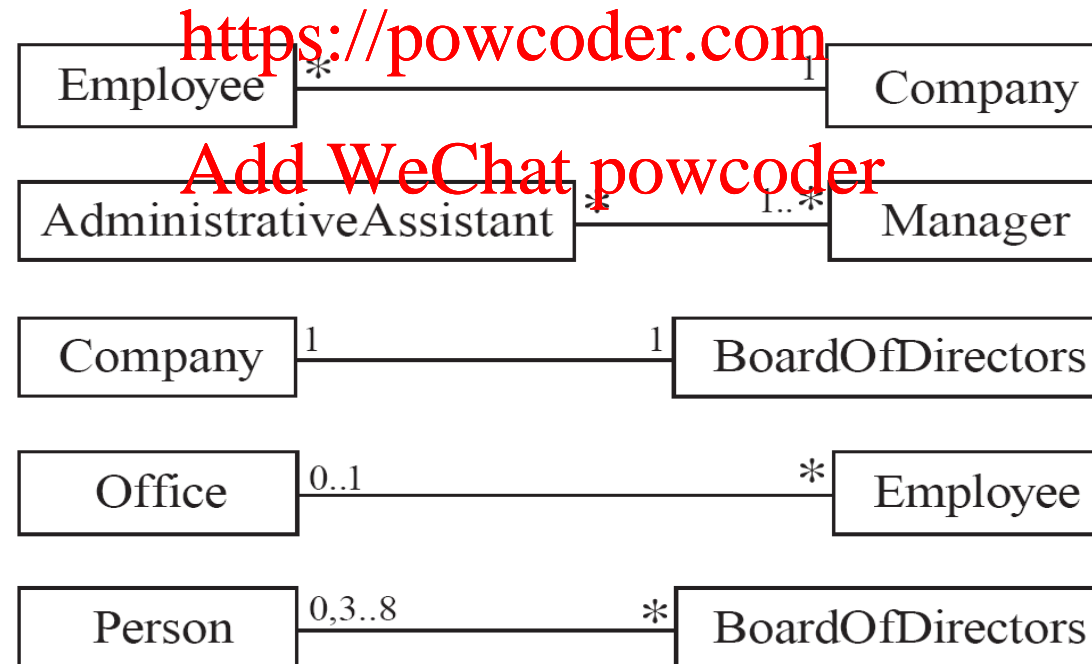 https://powcoder.com
Employee * 1 Company
Add WeChat powcoder
AdministrativeAssistant * 1..* Manager
Company 1 1 BoardOfDirectors
Office 0..1 * Employee
Person 0,3..8 * BoardOfDirectors